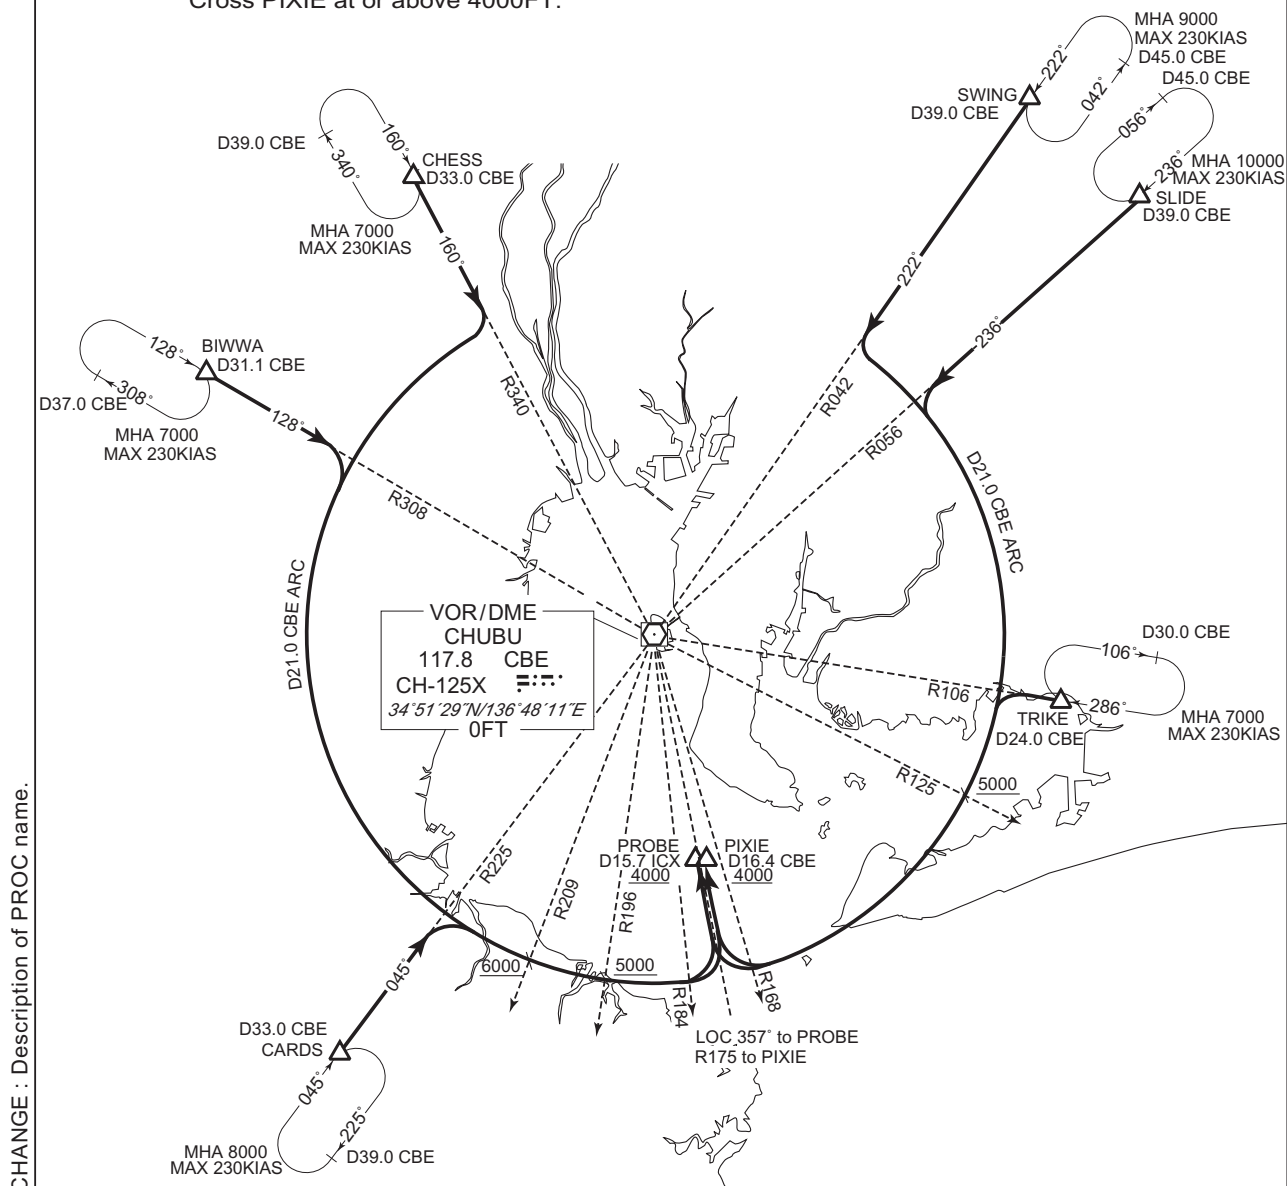 Cross PIXIE at or above 4000FT.
MHA 9000
MAX 230KIAS
D45.0 CBE
222°
042°
SWING
D39.0 CBE
D45.0 CBE
056°
236°
MHA 10000
MAX 230KIAS
SLIDE
D39.0 CBE
D39.0 CBE
160°
340°
CHESS
D33.0 CBE
MHA 7000
MAX 230KIAS
160°
222°
236°
BIWWA
D31.1 CBE
128°
308°
D37.0 CBE
MHA 7000
MAX 230KIAS
128°
R340
R042
R056
R308
D21.0 CBE ARC
D21.0 CBE ARC
VOR/DME
CHUBU
117.8 CBE
CH-125X
34°51′29″N/136°48′11″E
0FT
D30.0 CBE
106°
R106
286°
TRIKE
D24.0 CBE
MHA 7000
MAX 230KIAS
R125
5000
PROBE
D15.7 ICX
4000
PIXIE
D16.4 CBE
4000
R225
R209
R196
R184
R168
6000
5000
045°
LOC 357° to PROBE
R175 to PIXIE
D33.0 CBE
CARDS
045°
225°
MHA 8000
MAX 230KIAS
D39.0 CBE
CHANGE : Description of PROC name.